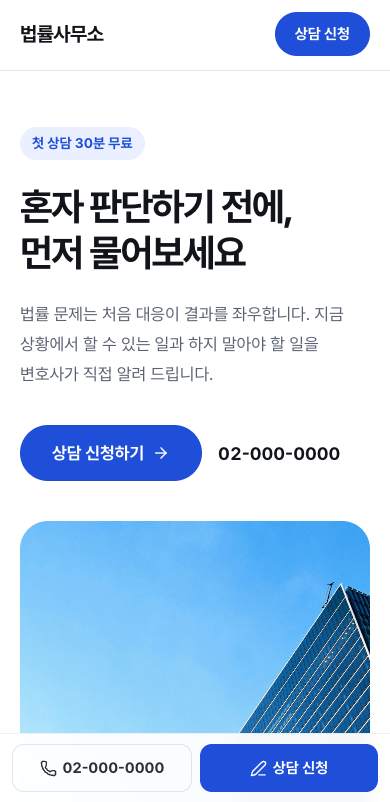 법률사무소
상담 신청
첫 상담 30분 무료
혼자 판단하기 전에,
먼저 물어보세요
법률 문제는 처음 대응이 결과를 좌우합니다. 지금
상황에서 할 수 있는 일과 하지 말아야 할 일을
변호사가 직접 알려 드립니다.
상담 신청하기
02-000-0000
02-000-0000
상담 신청